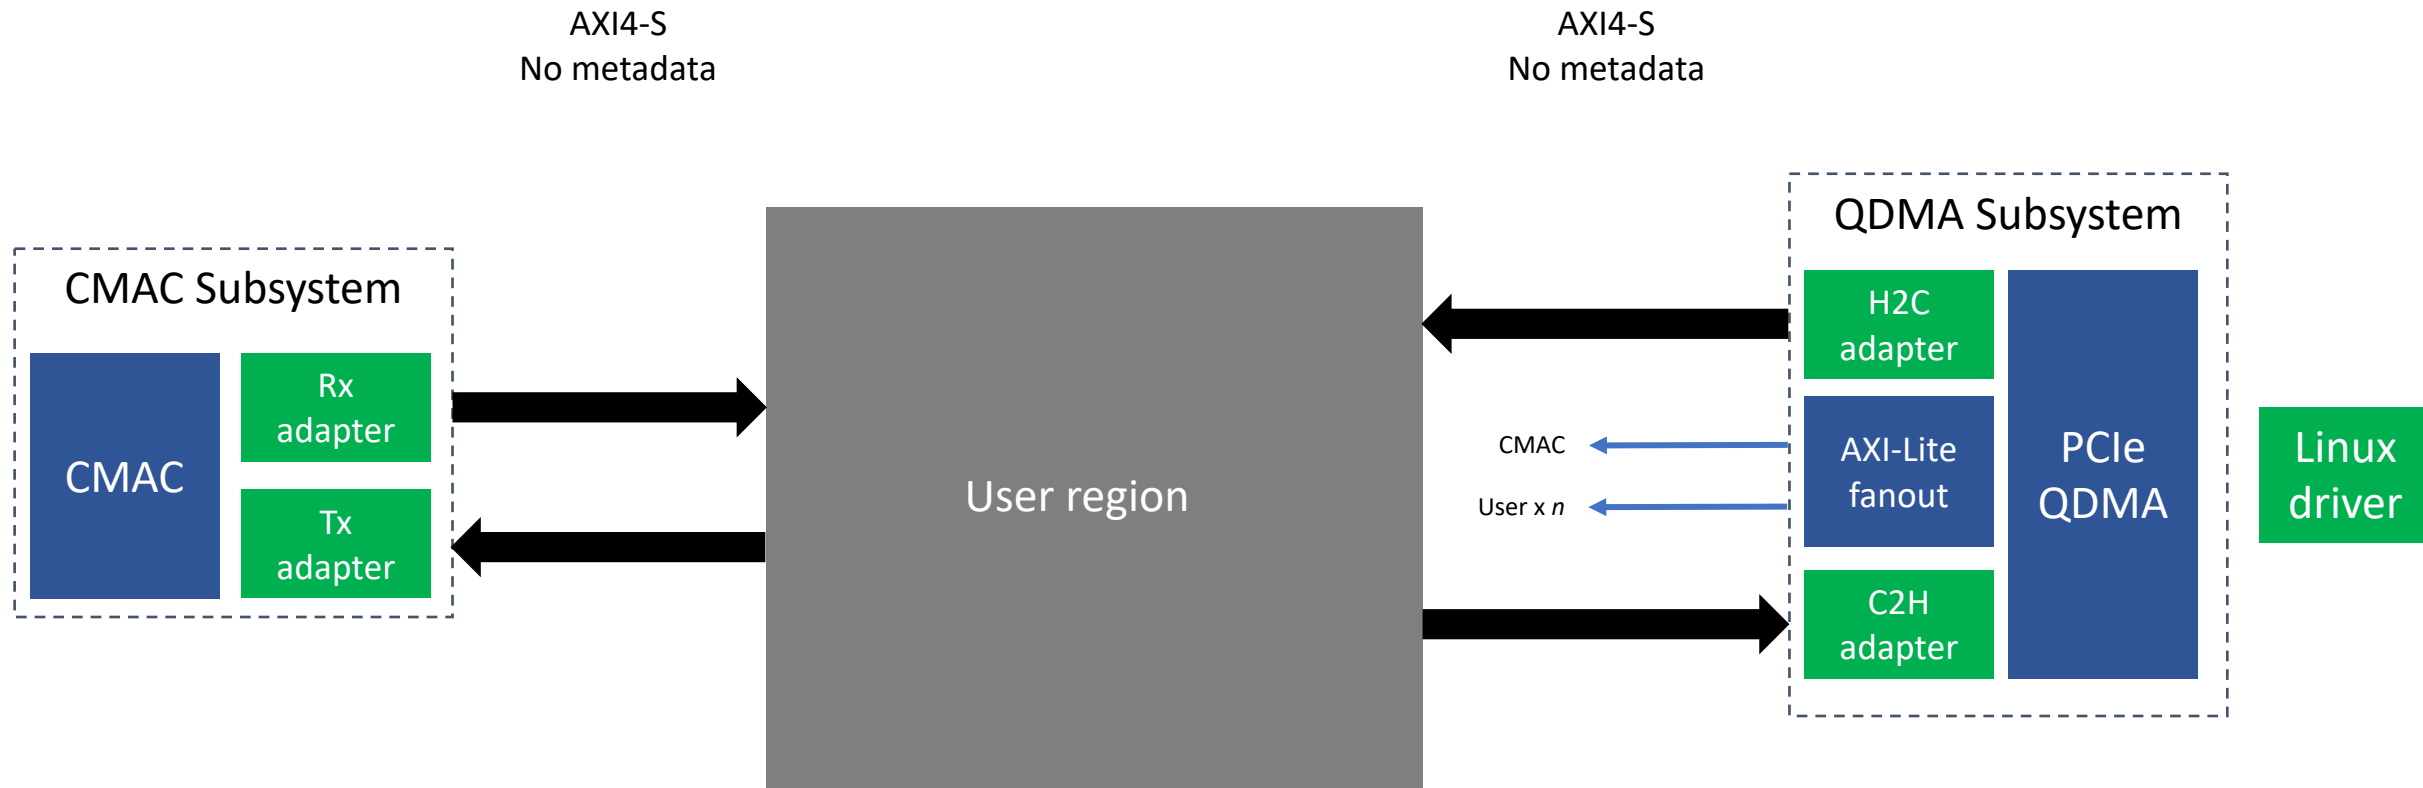 AXI4-S
No metadata
AXI4-S
No metadata
CMAC Subsystem
CMAC
Rx
adapter
Tx
adapter
User region
QDMA Subsystem
H2C
adapter
CMAC
User x n
AXI-Lite
fanout
C2H
adapter
PCIe
QDMA
Linux
driver